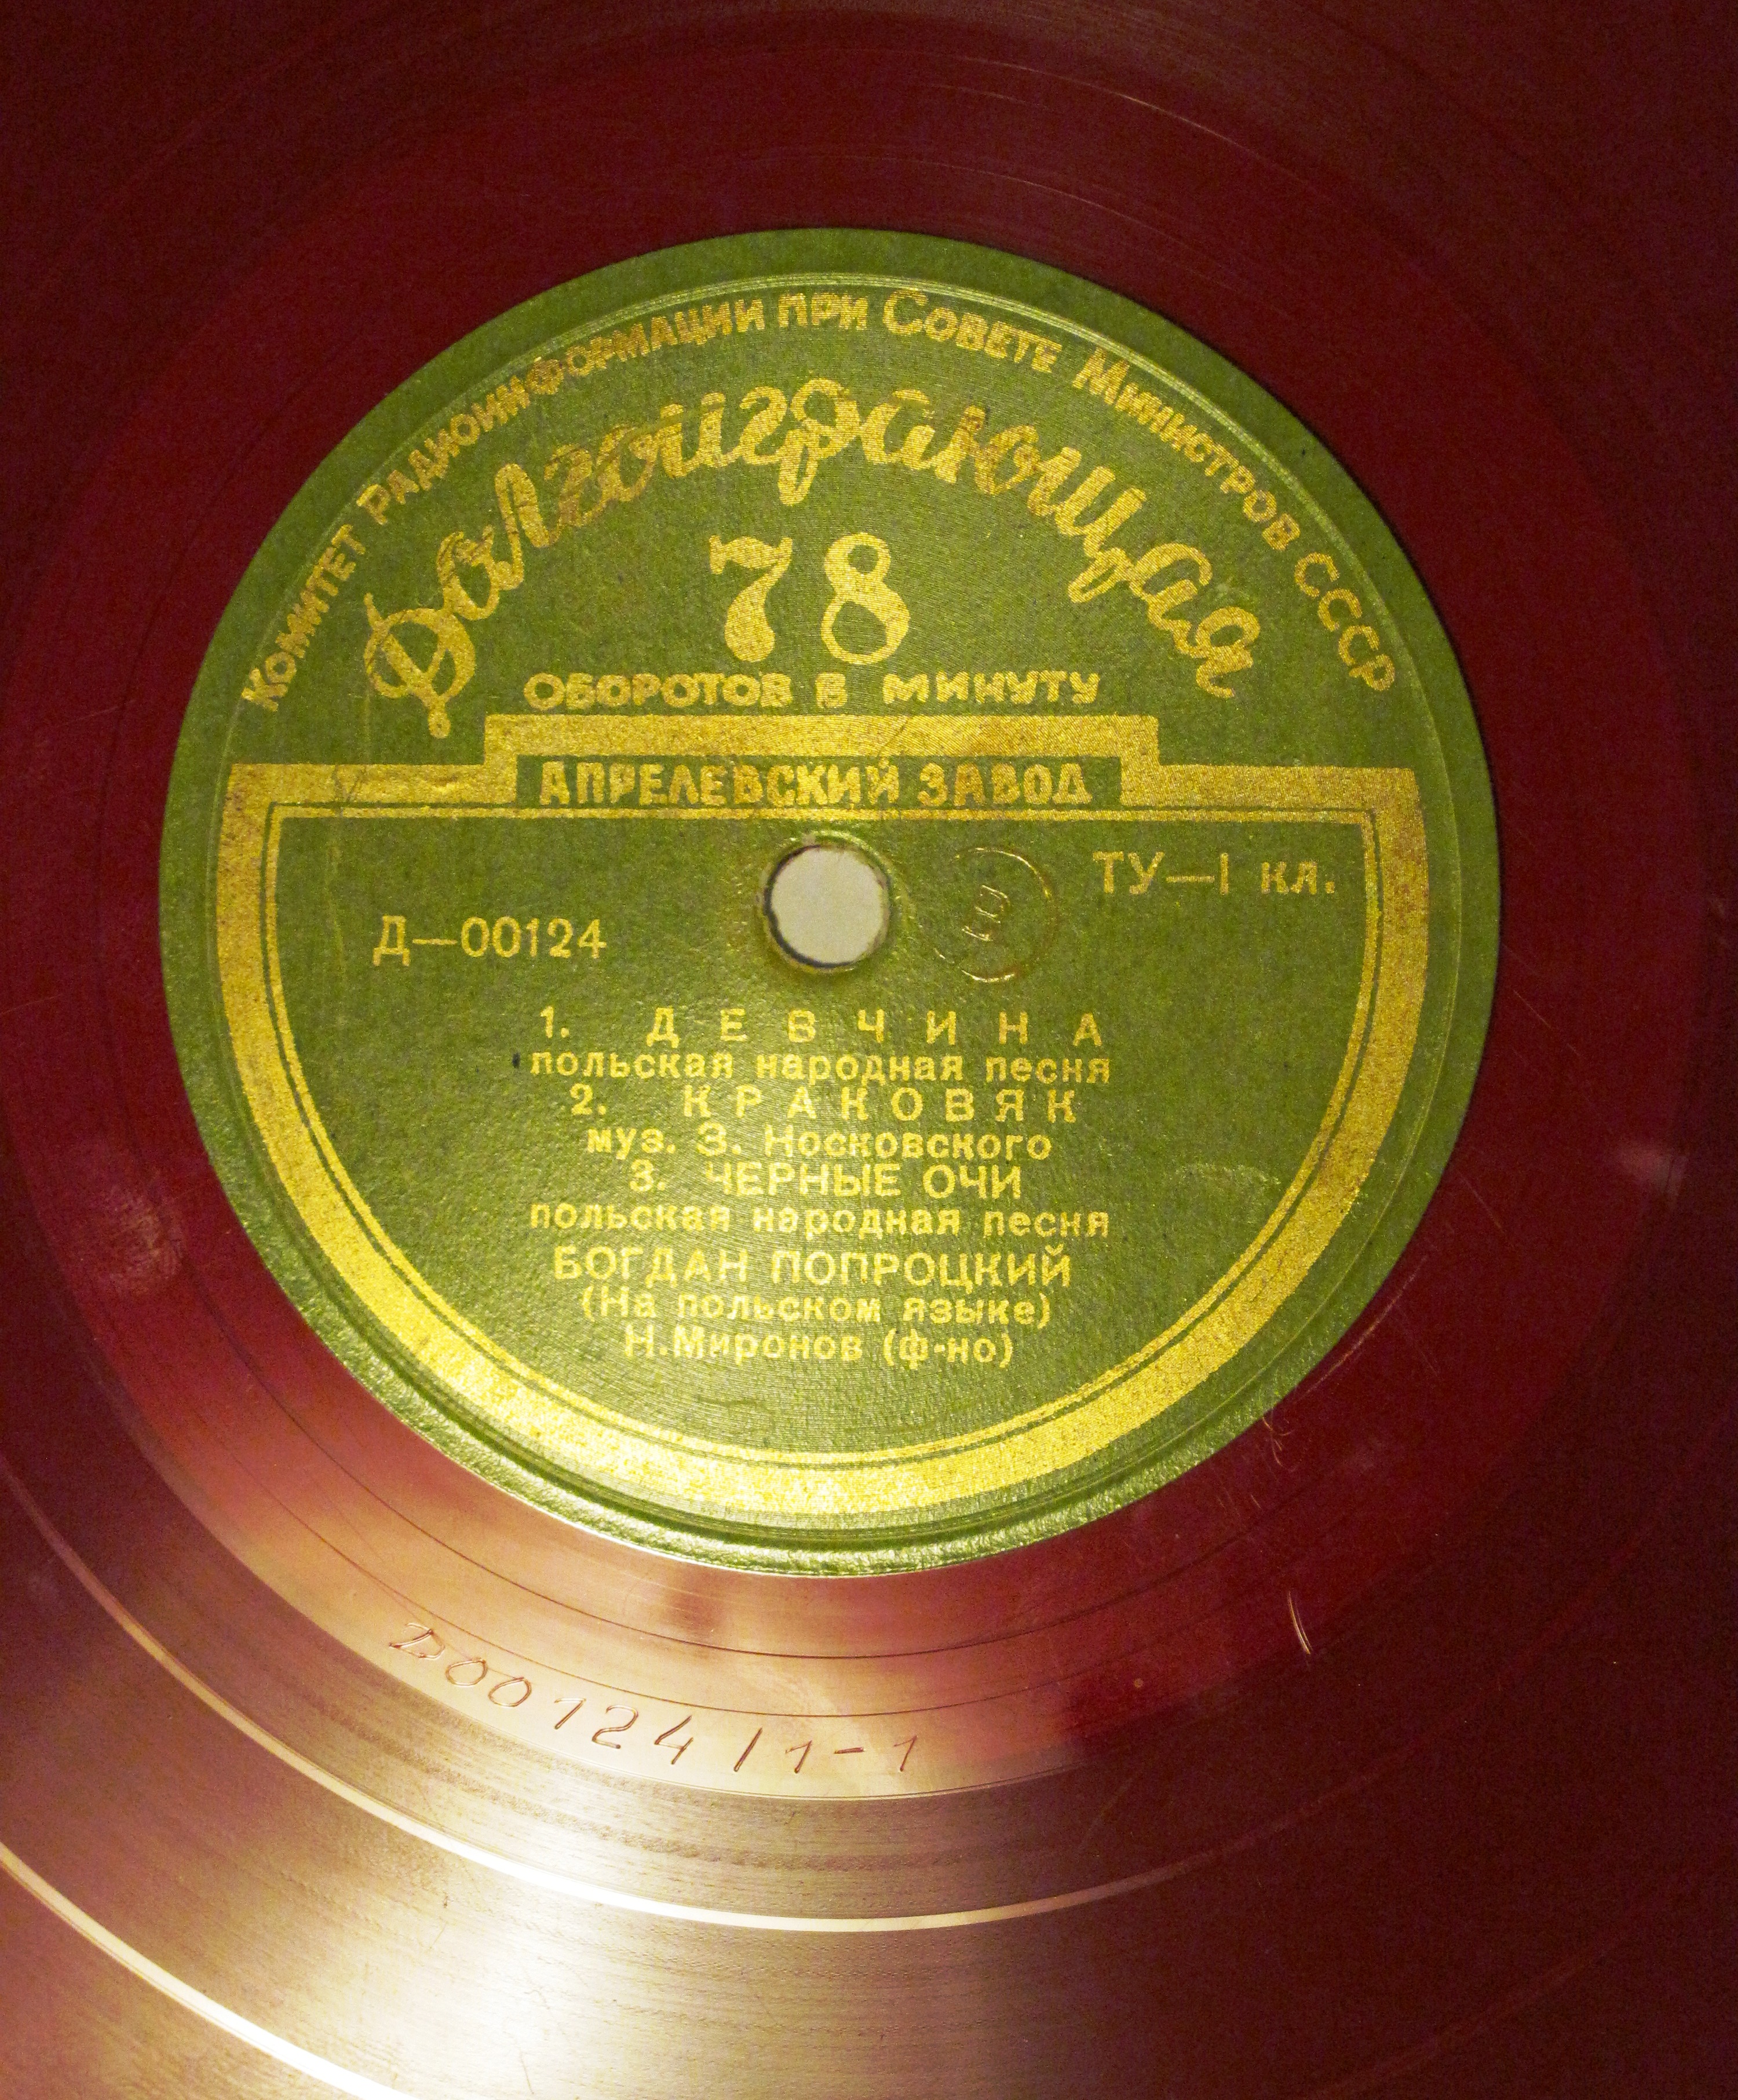 Комитет Радиоинформации при Совете Министров СССР
Долгоиграющая
78
ОБОРОТОВ В МИНУТУ
АПРЕЛЕВСКИЙ ЗАВОД
ТУ—I кл.
Д—00124
1. ДЕВЧИНА
польская народная песня
2. КРАКОВЯК
муз. З. Носковского
3. ЧЕРНЫЕ ОЧИ
польская народная песня
БОГДАН ПОПРОЦКИЙ
(На польском языке)
Н.Миронов (ф-но)
D00124/1-1